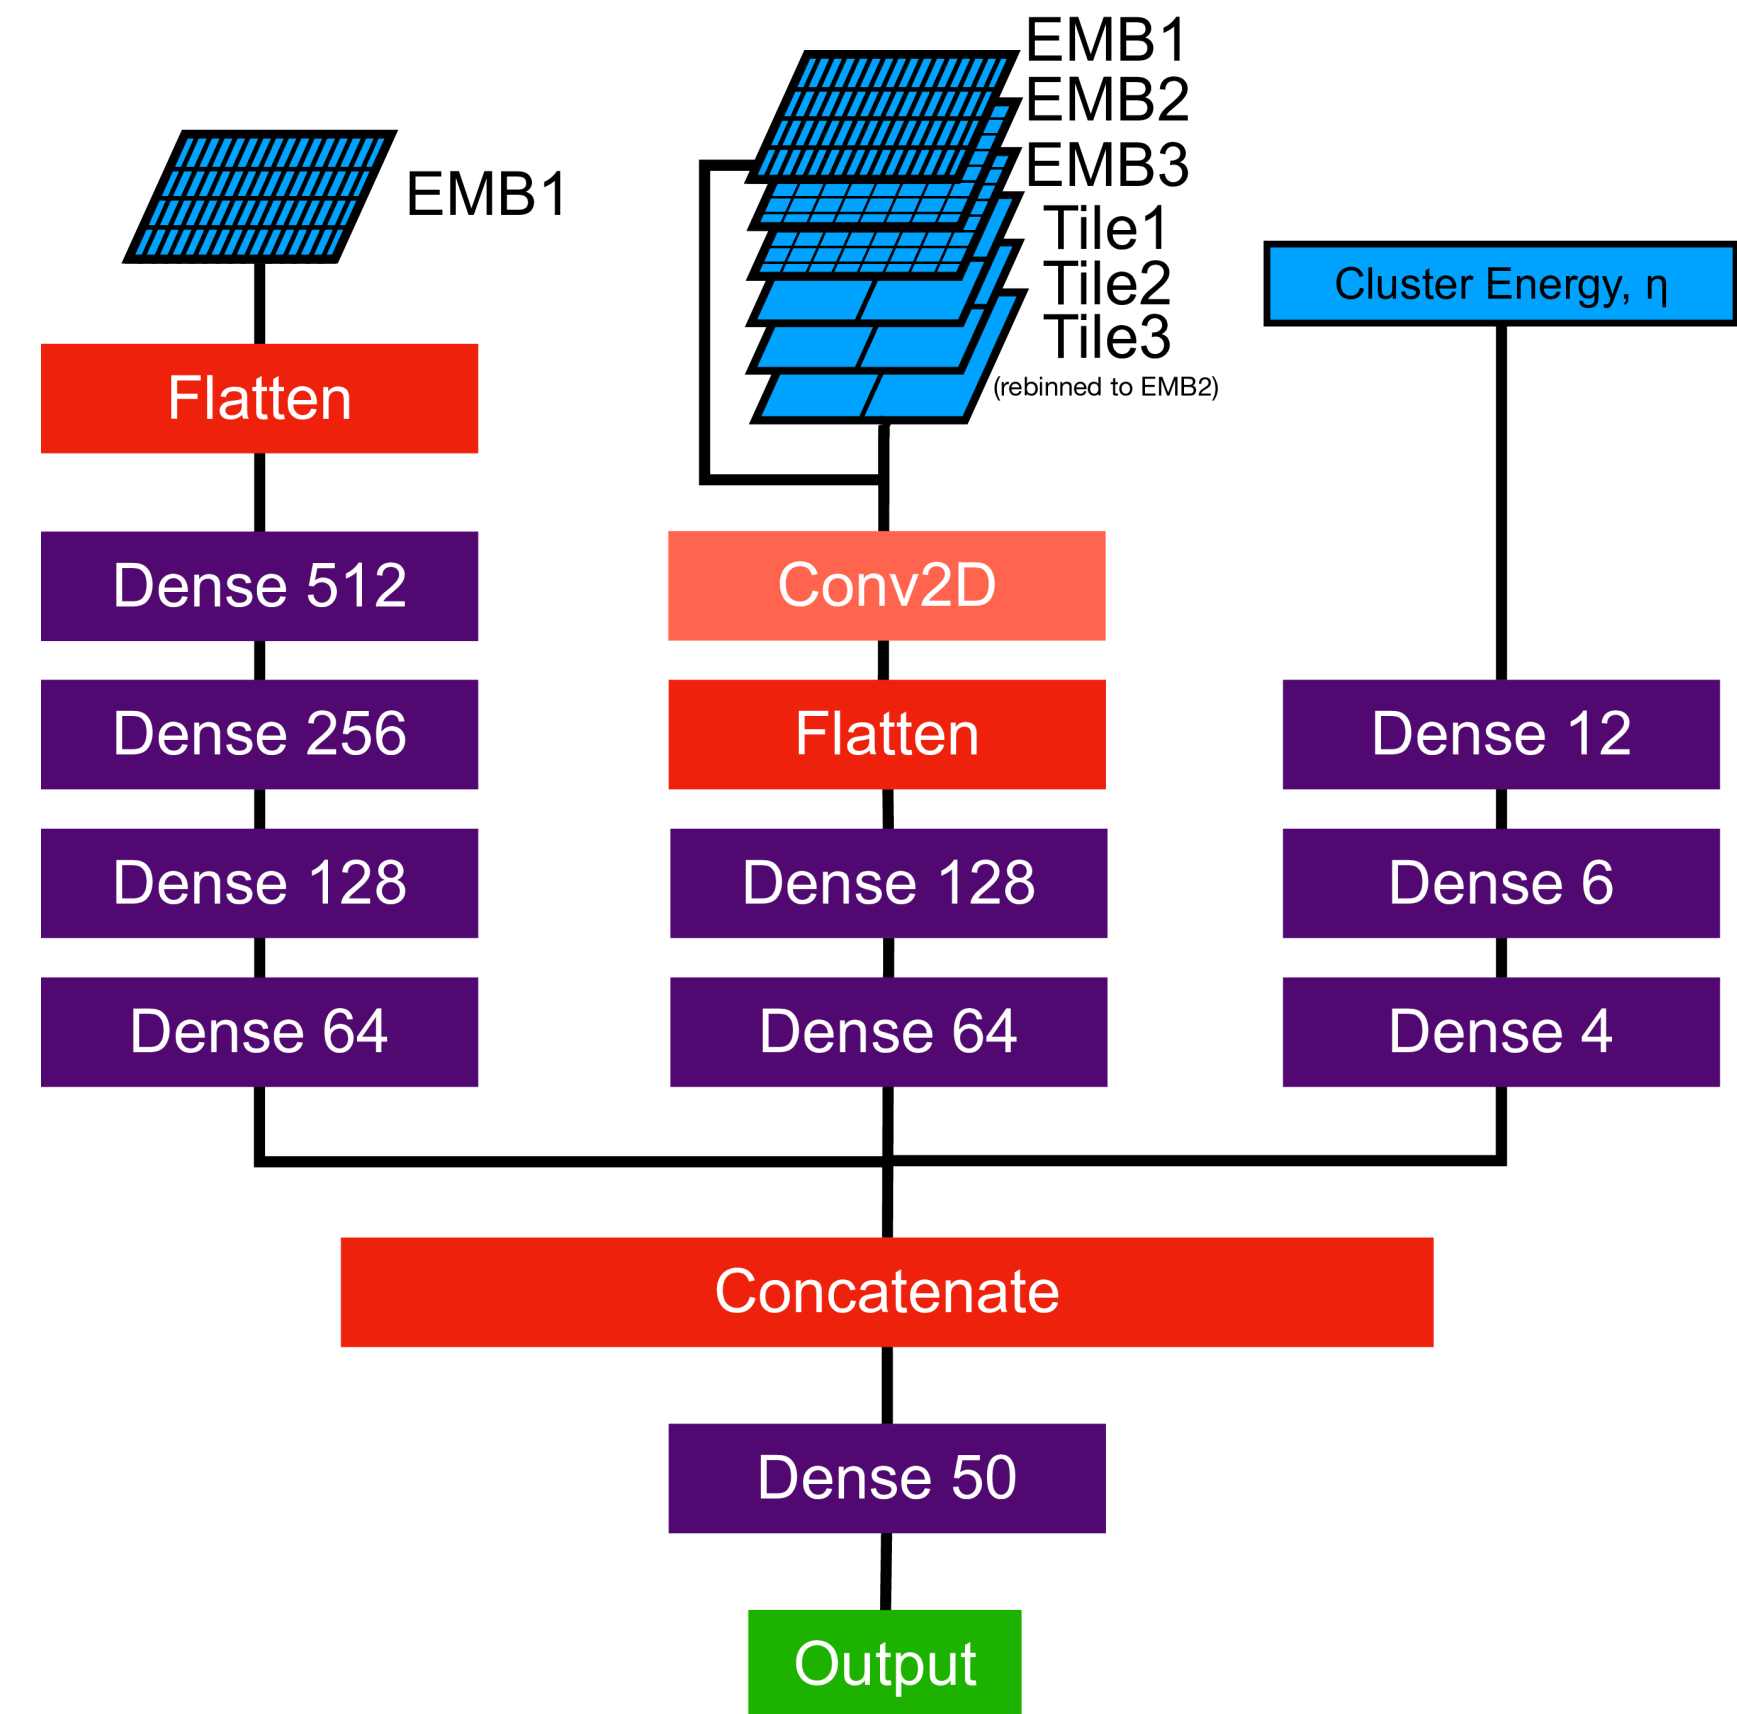 EMB1
Flatten
Dense 512
Dense 256
Dense 128
Dense 64
EMB1
EMB2
EMB3
Tile1
Tile2
Tile3
(rebinned to EMB2)
Conv2D
Flatten
Dense 128
Dense 64
Cluster Energy, η
Dense 12
Dense 6
Dense 4
Concatenate
Dense 50
Output